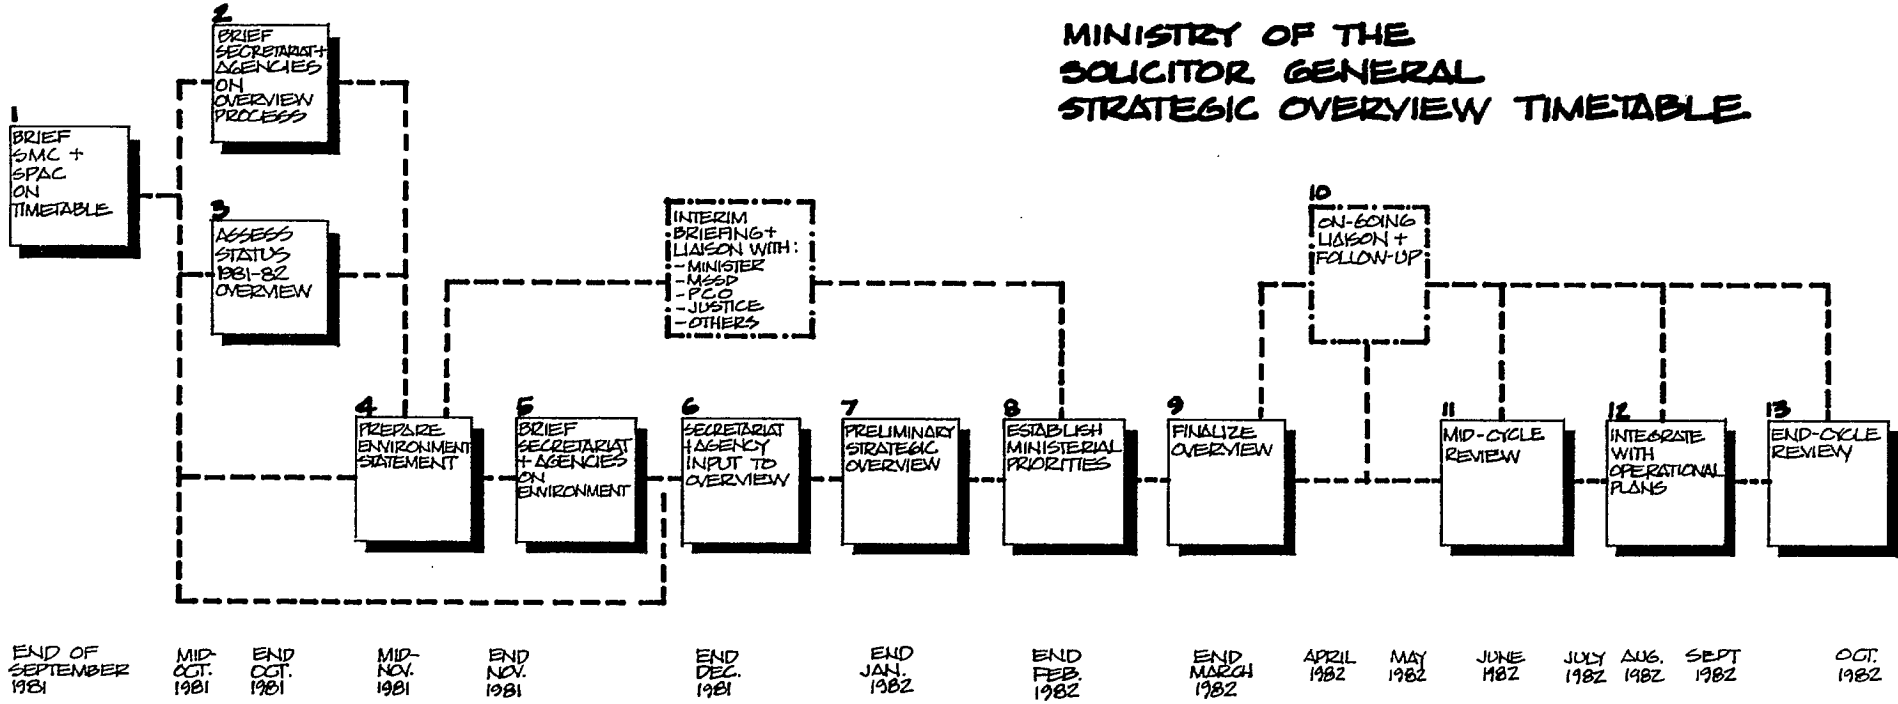 MINISTRY OF THE
SOLICITOR GENERAL
STRATEGIC OVERVIEW TIMETABLE
1
BRIEF
SMC +
SPAC
ON
TIMETABLE
2
BRIEF
SECRETARIAT +
AGENCIES
ON
OVERVIEW
PROCESS
3
ASSESS
STATUS
1981-82
OVERVIEW
INTERIM
BRIEFING +
LIAISON WITH:
- MINISTER
- MSSD
- PCO
- JUSTICE
- OTHERS
10
ON-GOING
LIAISON +
FOLLOW-UP
4
PREPARE
ENVIRONMENT
STATEMENT
5
BRIEF
SECRETARIAT
+ AGENCIES
ON
ENVIRONMENT
6
SECRETARIAT
+ AGENCY
INPUT TO
OVERVIEW
7
PRELIMINARY
STRATEGIC
OVERVIEW
8
ESTABLISH
MINISTERIAL
PRIORITIES
9
FINALIZE
OVERVIEW
11
MID-CYCLE
REVIEW
12
INTEGRATE
WITH
OPERATIONAL
PLANS
13
END-CYCLE
REVIEW
END OF
SEPTEMBER
1981
MID-
OCT.
1981
END
OCT.
1981
MID-
NOV.
1981
END
NOV.
1981
END
DEC.
1981
END
JAN.
1982
END
FEB.
1982
END
MARCH
1982
APRIL
1982
MAY
1982
JUNE
1982
JULY
1982
AUG.
1982
SEPT
1982
OCT.
1982